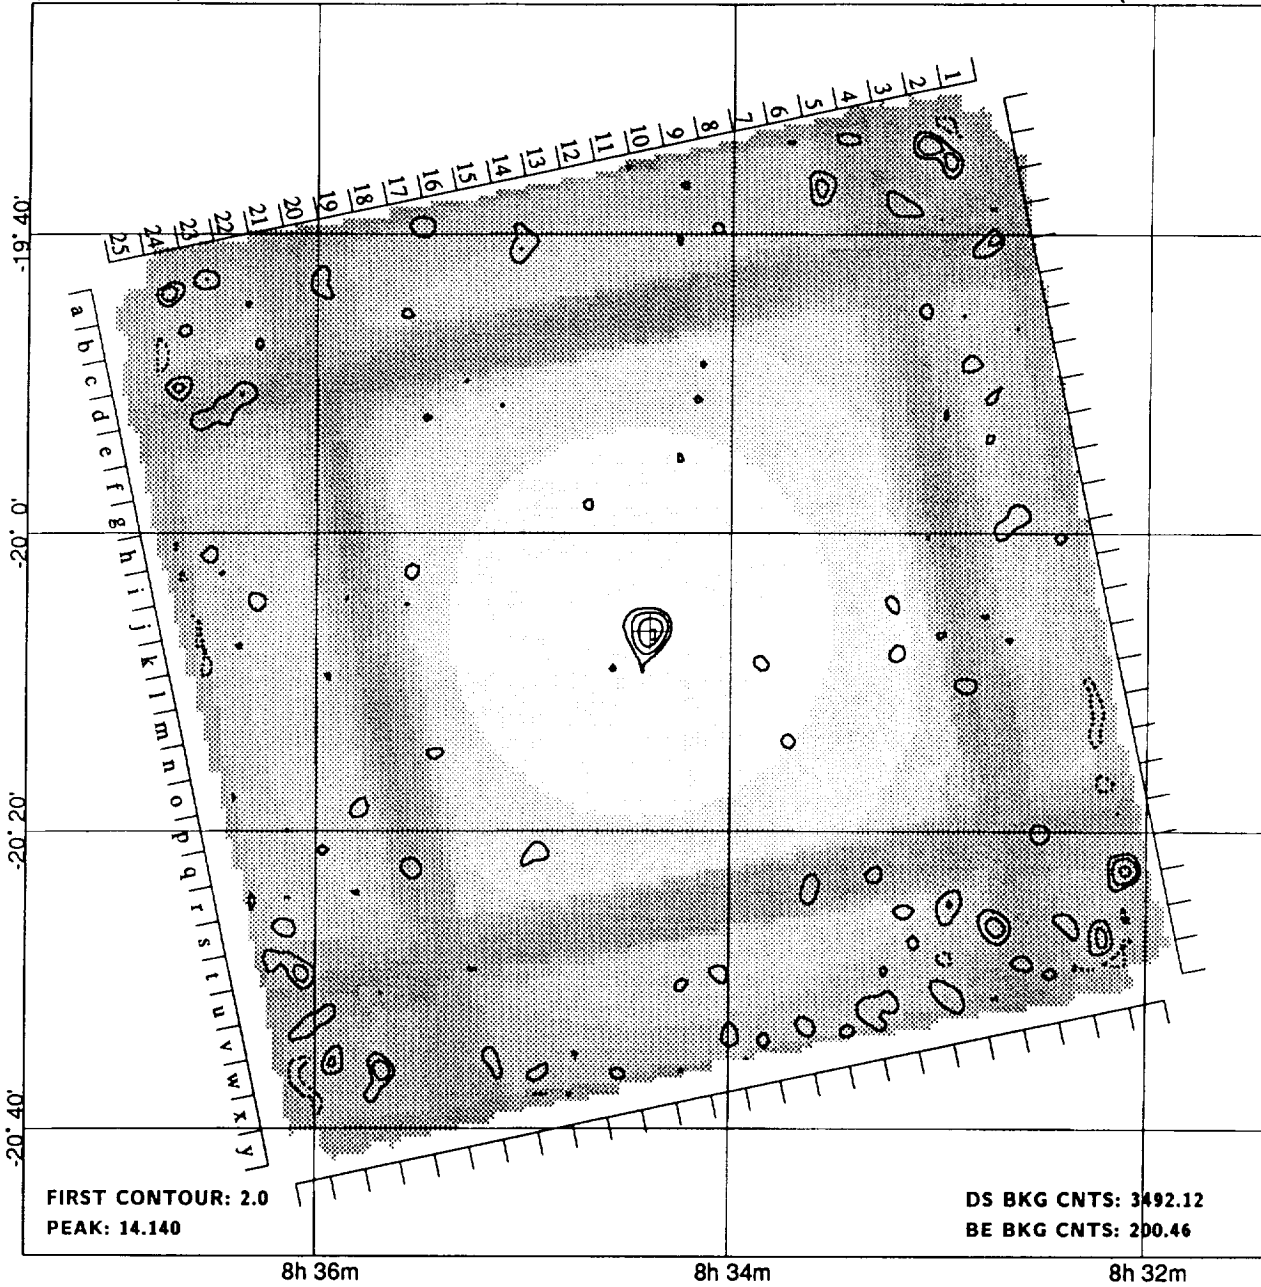 1 2 3 4 5 6 7 8 9 10 11 12 13 14 15 16 17 18 19 20 21 22 23 24 25
-19° 40'
a b c d e f g h i j k l m n o p q r s t u v w x y
-20° 0'
-20° 20'
-20° 40'
FIRST CONTOUR: 2.0
PEAK: 14.140
DS BKG CNTS: 3492.12
BE BKG CNTS: 200.46
8h 36m
8h 34m
8h 32m